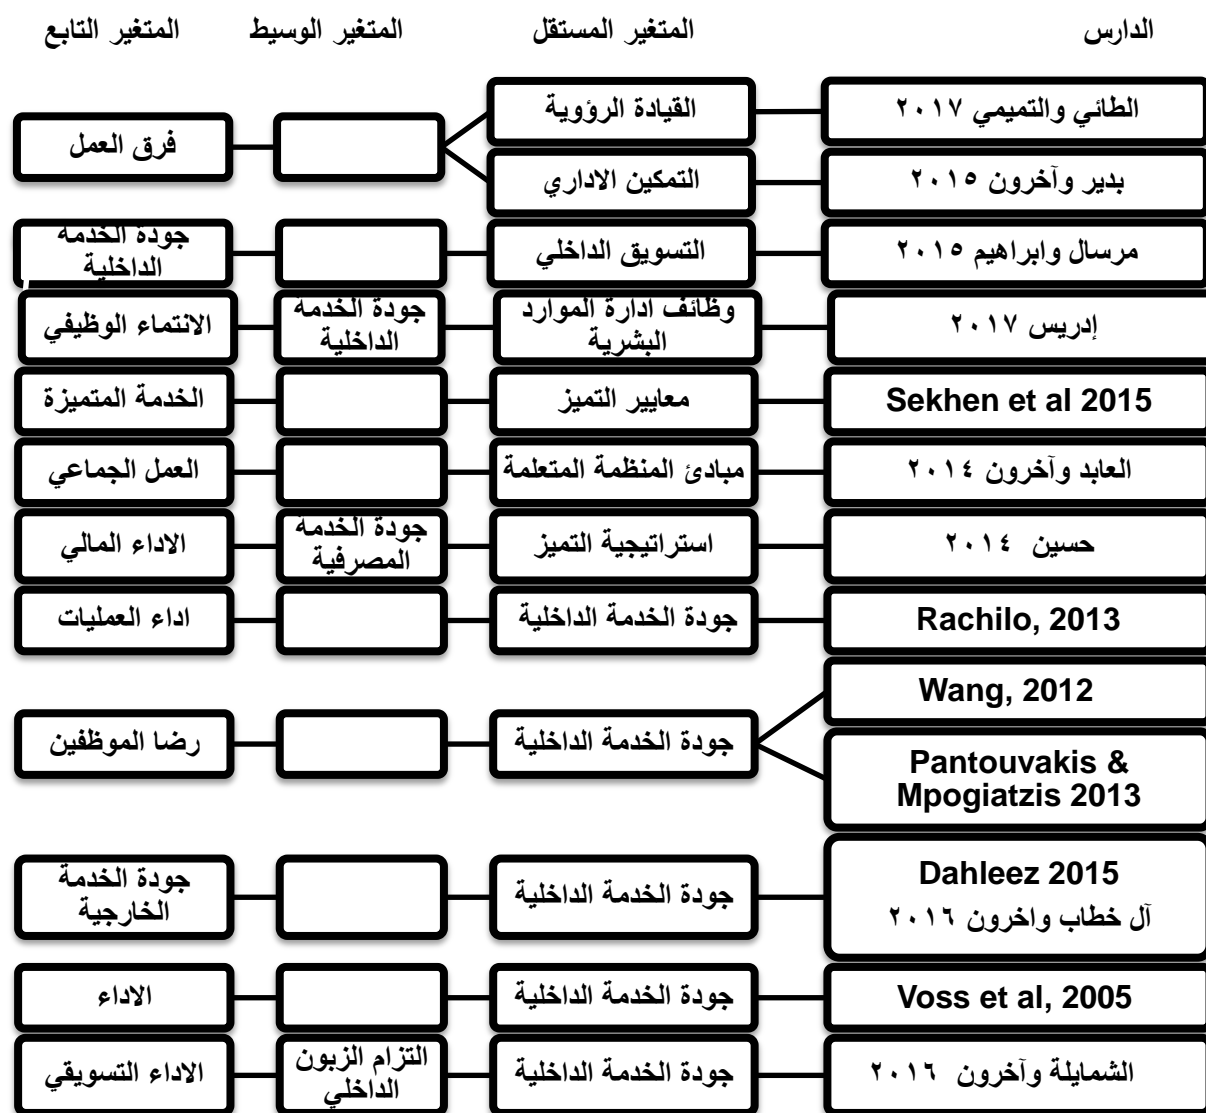 الدارس
المتغير المستقل
المتغير الوسيط
المتغير التابع
الطائي والتميمي ٢٠١٧
القيادة الرؤوية
بدير وآخرون ٢٠١٥
التمكين الاداري
فرق العمل
مرسال وابراهيم ٢٠١٥
التسويق الداخلي
جودة الخدمة
الداخلية
إدريس ٢٠١٧
وظائف ادارة الموارد
البشرية
جودة الخدمة
الداخلية
الانتماء الوظيفي
Sekhen et al 2015
معايير التميز
الخدمة المتميزة
العابد وآخرون ٢٠١٤
مبادئ المنظمة المتعلمة
العمل الجماعي
حسين ٢٠١٤
استراتيجية التميز
جودة الخدمة
المصرفية
الاداء المالي
Rachilo, 2013
جودة الخدمة الداخلية
اداء العمليات
Wang, 2012
Pantouvakis &
Mpogiatzis 2013
جودة الخدمة الداخلية
رضا الموظفين
Dahleez 2015
آل خطاب واخرون ٢٠١٦
جودة الخدمة الداخلية
جودة الخدمة
الخارجية
Voss et al, 2005
جودة الخدمة الداخلية
الاداء
الشمايلة وآخرون ٢٠١٦
جودة الخدمة الداخلية
التزام الزبون
الداخلي
الاداء التسويقي